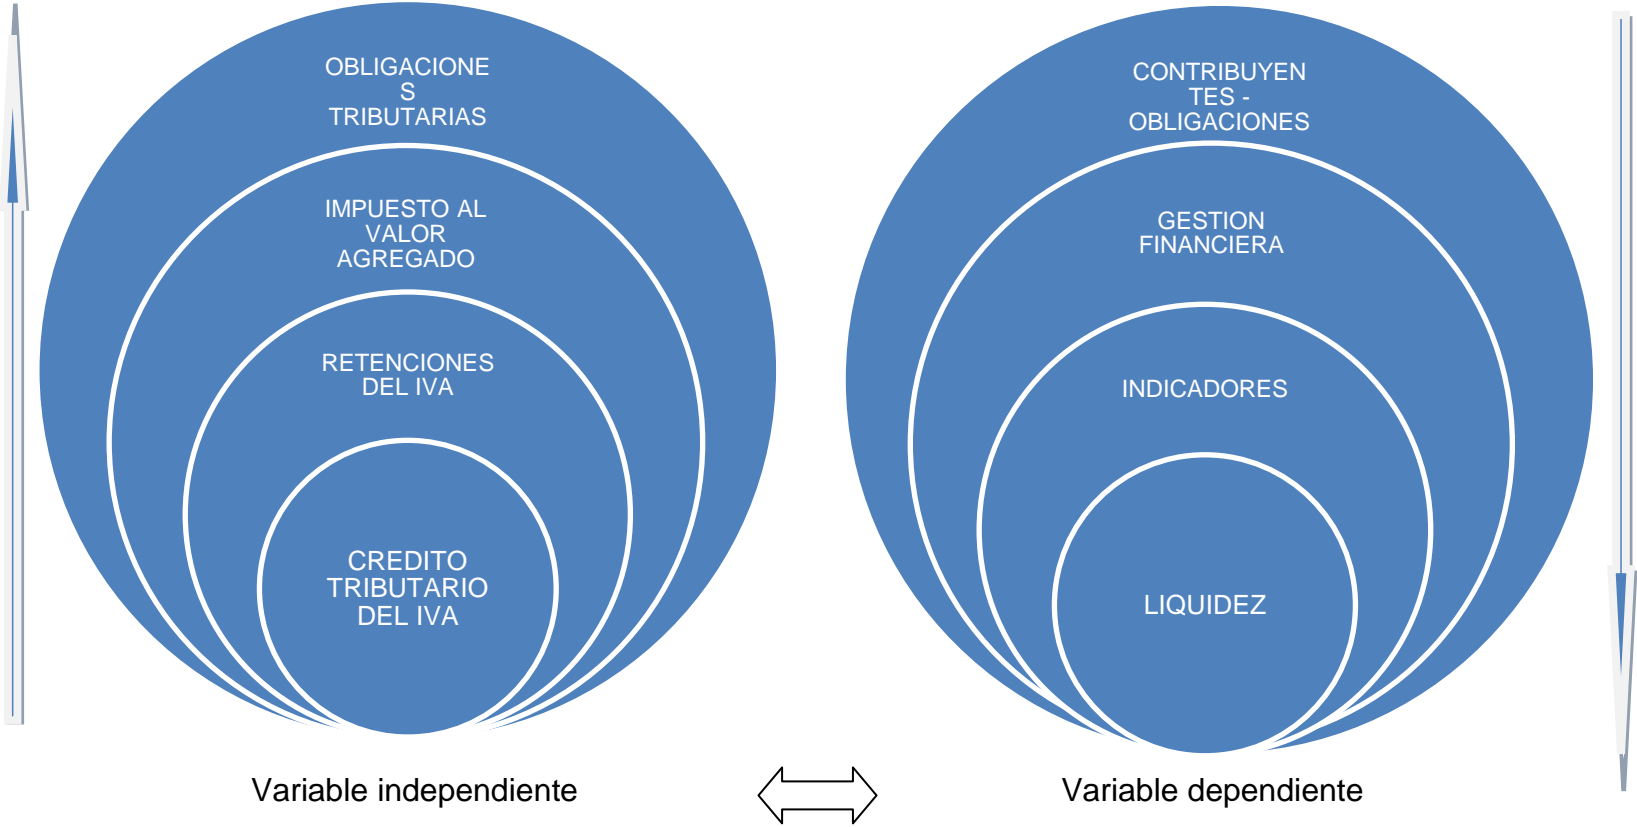 OBLIGACIONE
S
TRIBUTARIAS
IMPUESTO AL
VALOR
AGREGADO
RETENCIONES
DEL IVA
CREDITO
TRIBUTARIO
DEL IVA
Variable independiente
CONTRIBUYEN
TES -
OBLIGACIONES
GESTION
FINANCIERA
INDICADORES
LIQUIDEZ
Variable dependiente